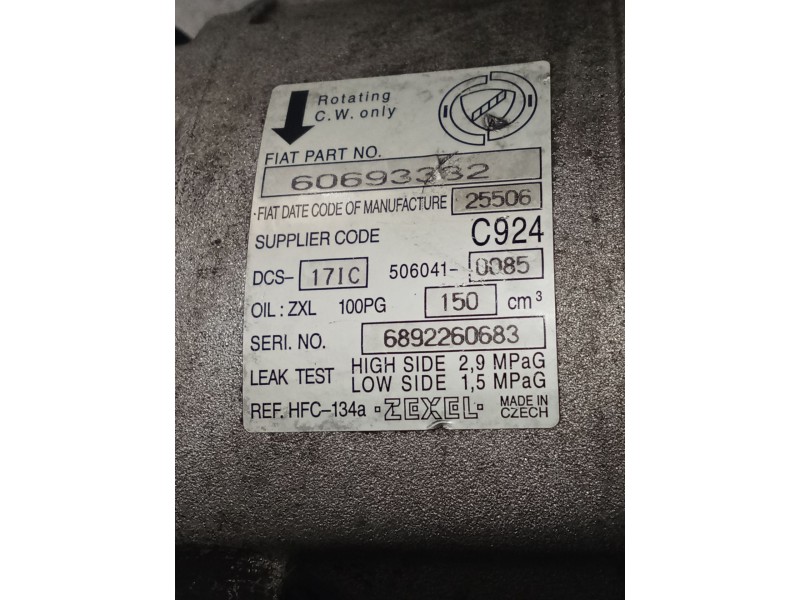 Rotating
C.W. only
FIAT PART NO.
60693332
·FIAT DATE CODE OF MANUFACTURE 25506
SUPPLIER CODE C924
DCS- 17IC 506041- 0085
OIL : ZXL 100PG 150 cm³
SERI. NO. 6892260683
LEAK TEST HIGH SIDE 2,9 MPaG
LOW SIDE 1,5 MPaG
REF. HFC-134a ZEXEL MADE IN CZECH